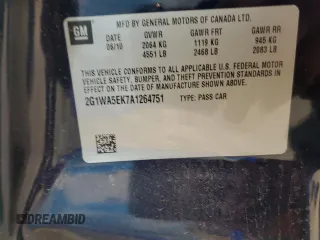 GM
MFD BY GENERAL MOTORS OF CANADA LTD.
DATE GVWR GAWR FRT GAWR RR
09/10 2064 KG 1119 KG 945 KG
4551 LB 2468 LB 2083 LB
THIS VEHICLE CONFORMS TO ALL APPLICABLE U.S. FEDERAL MOTOR
VEHICLE SAFETY, BUMPER, AND THEFT PREVENTION STANDARDS IN
EFFECT ON THE DATE OF MANUFACTURE SHOWN ABOVE.
2G1WA5EK7A1264751 TYPE: PASS CAR
DREAMBID